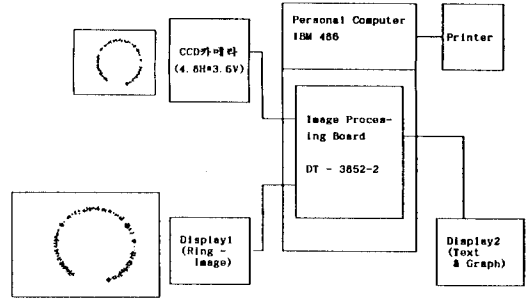 CCD카메라
(4.8H*3.6V)
Personal Computer
IBM 486
Printer
Image Proces-
ing Board
DT - 3852-2
Display1
(Ring -
Image)
Display2
(Text
& Graph)